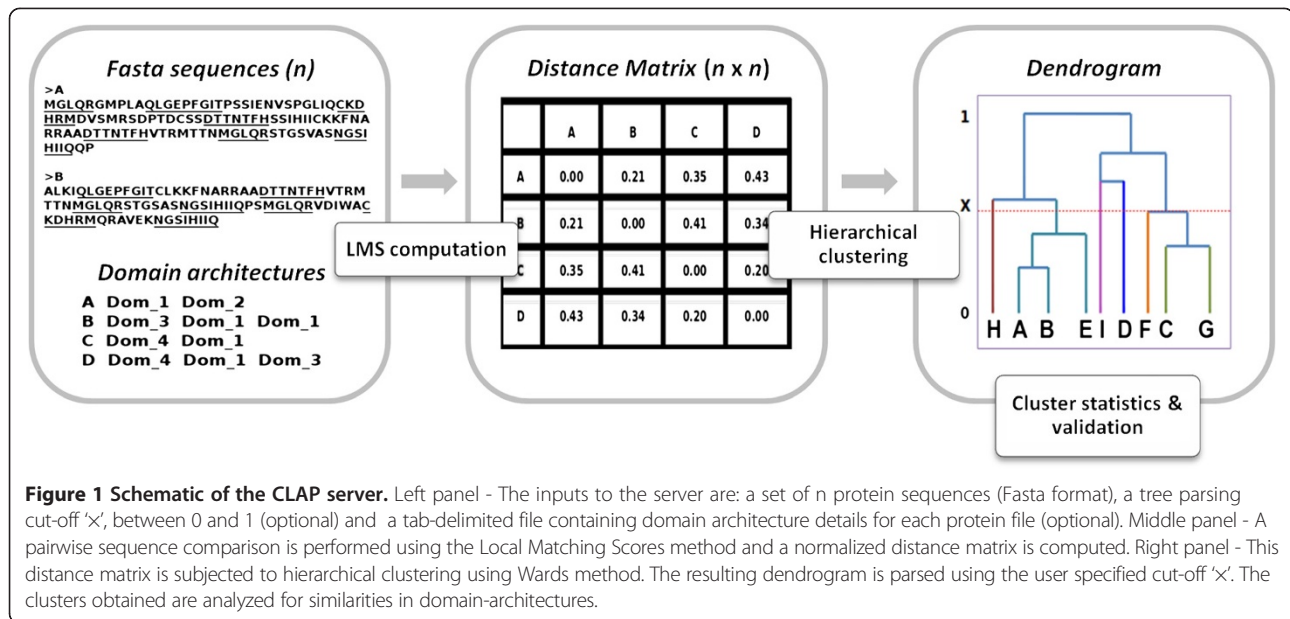 Fasta sequences (n)
>A
MGLQRGMPLAQLGEPFGITPSSIENVSPGLIQCKD
HRMDVSMRSDPTDCSSDTTNTFHSSIHIICKKFNA
RRAADTTNTFHVTRMTTNMGLQRSTGSVASNGSI
HIIQQP
>B
ALKIQLGEPFGITCLKKFNARRAADTTNTFHVTRM
TTNMGLQRSTGSASNGSIHIIQPSMGLQRVDIWAC
KDHRMQRAVEKNGSIHIIQ
Domain architectures
A Dom_1 Dom_2
B Dom_3 Dom_1 Dom_1
C Dom_4 Dom_1
D Dom_4 Dom_1 Dom_3
LMS computation
Distance Matrix (n x n)
A B C D
A 0.00 0.21 0.35 0.43
B 0.21 0.00 0.41 0.34
C 0.35 0.41 0.00 0.20
D 0.43 0.34 0.20 0.00
Hierarchical
clustering
Dendrogram
1
X
0
H A B E I D F C G
Cluster statistics &
validation
Figure 1 Schematic of the CLAP server. Left panel - The inputs to the server are: a set of n protein sequences (Fasta format), a tree parsing
cut-off ‘×’, between 0 and 1 (optional) and a tab-delimited file containing domain architecture details for each protein file (optional). Middle panel - A
pairwise sequence comparison is performed using the Local Matching Scores method and a normalized distance matrix is computed. Right panel - This
distance matrix is subjected to hierarchical clustering using Wards method. The resulting dendrogram is parsed using the user specified cut-off ‘×’. The
clusters obtained are analyzed for similarities in domain-architectures.